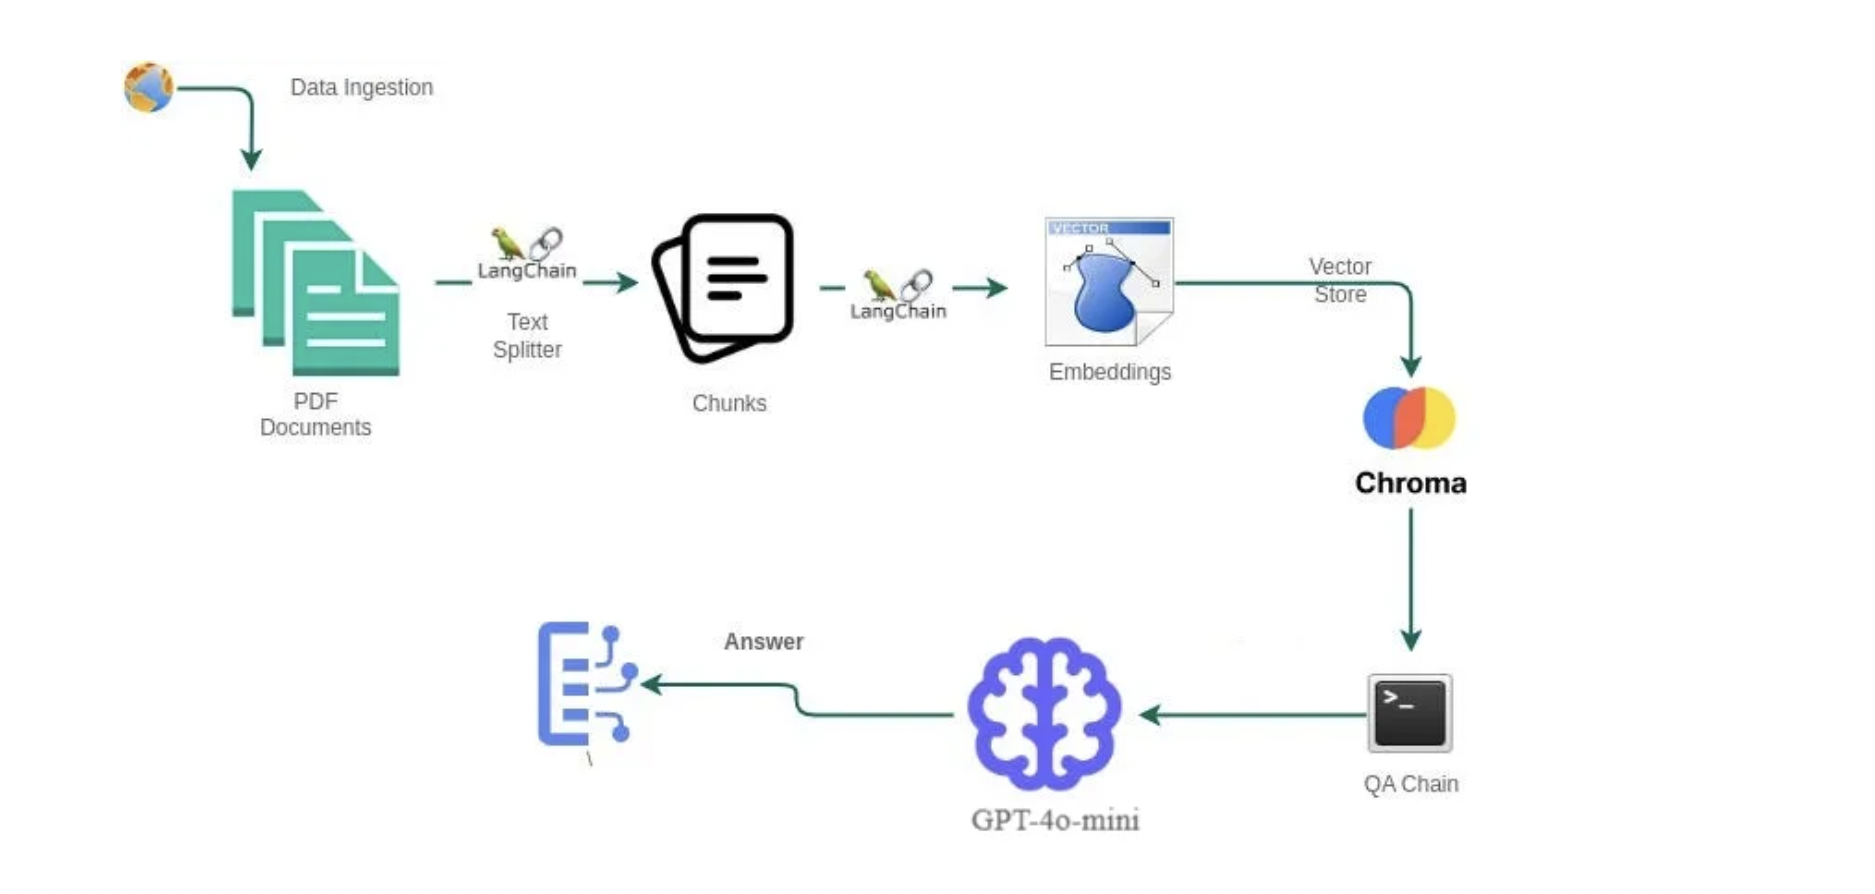 Data Ingestion
LangChain
Text
Splitter
PDF
Documents
Chunks
LangChain
VECTOR
Embeddings
Vector
Store
Chroma
>_
QA Chain
GPT-4o-mini
Answer
\